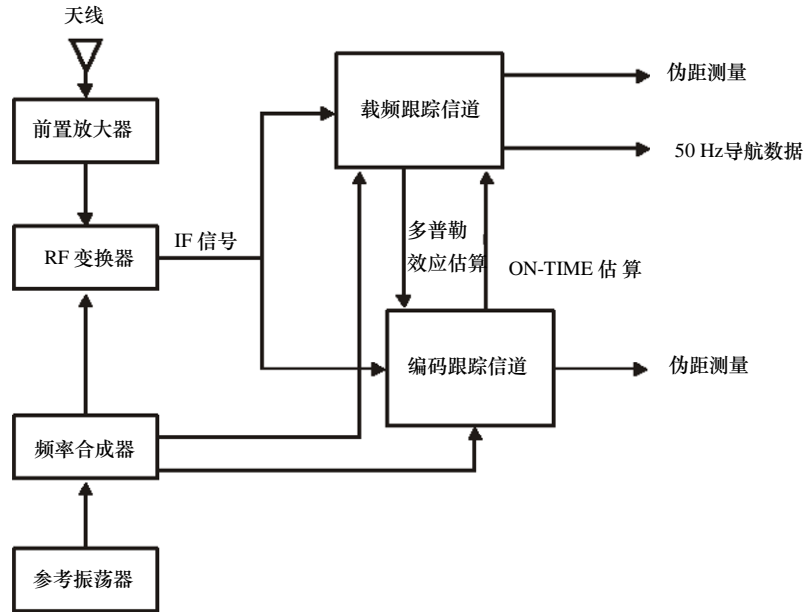 天线
前置放大器
RF 变换器
IF 信号
频率合成器
参考振荡器
载频跟踪信道
多普勒
效应估算
ON-TIME 估 算
编码跟踪信道
伪距测量
50 Hz导航数据
伪距测量